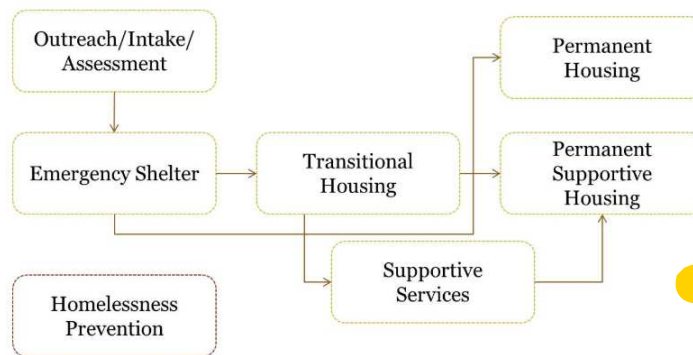 Outreach/Intake/
Assessment
Permanent
Housing
Emergency Shelter
Transitional
Housing
Permanent
Supportive
Housing
Supportive
Services
Homelessness
Prevention